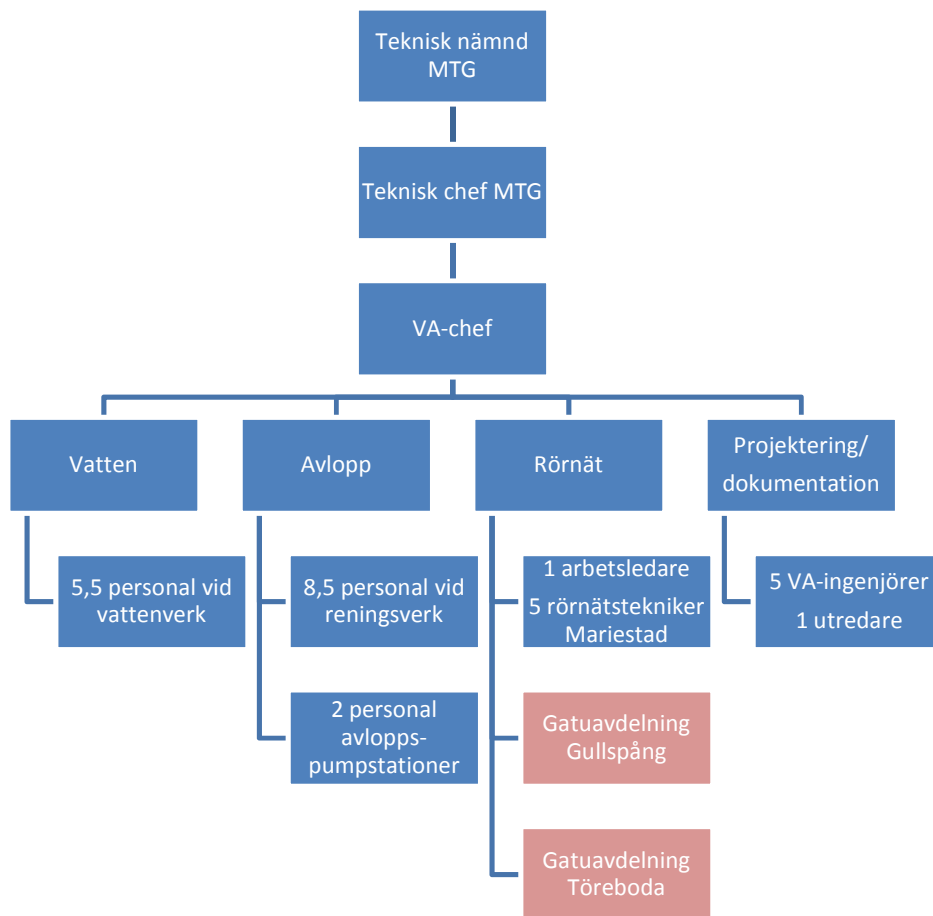 Teknisk nämnd
MTG
Teknisk chef MTG
VA-chef
Vatten
Avlopp
Rörnät
Projektering/
dokumentation
5,5 personal vid
vattenverk
8,5 personal vid
reningsverk
1 arbetsledare
5 rörnätstekniker
Mariestad
5 VA-ingenjörer
1 utredare
2 personal
avlopps-
pumpstationer
Gatuavdelning
Gullspång
Gatuavdelning
Töreboda